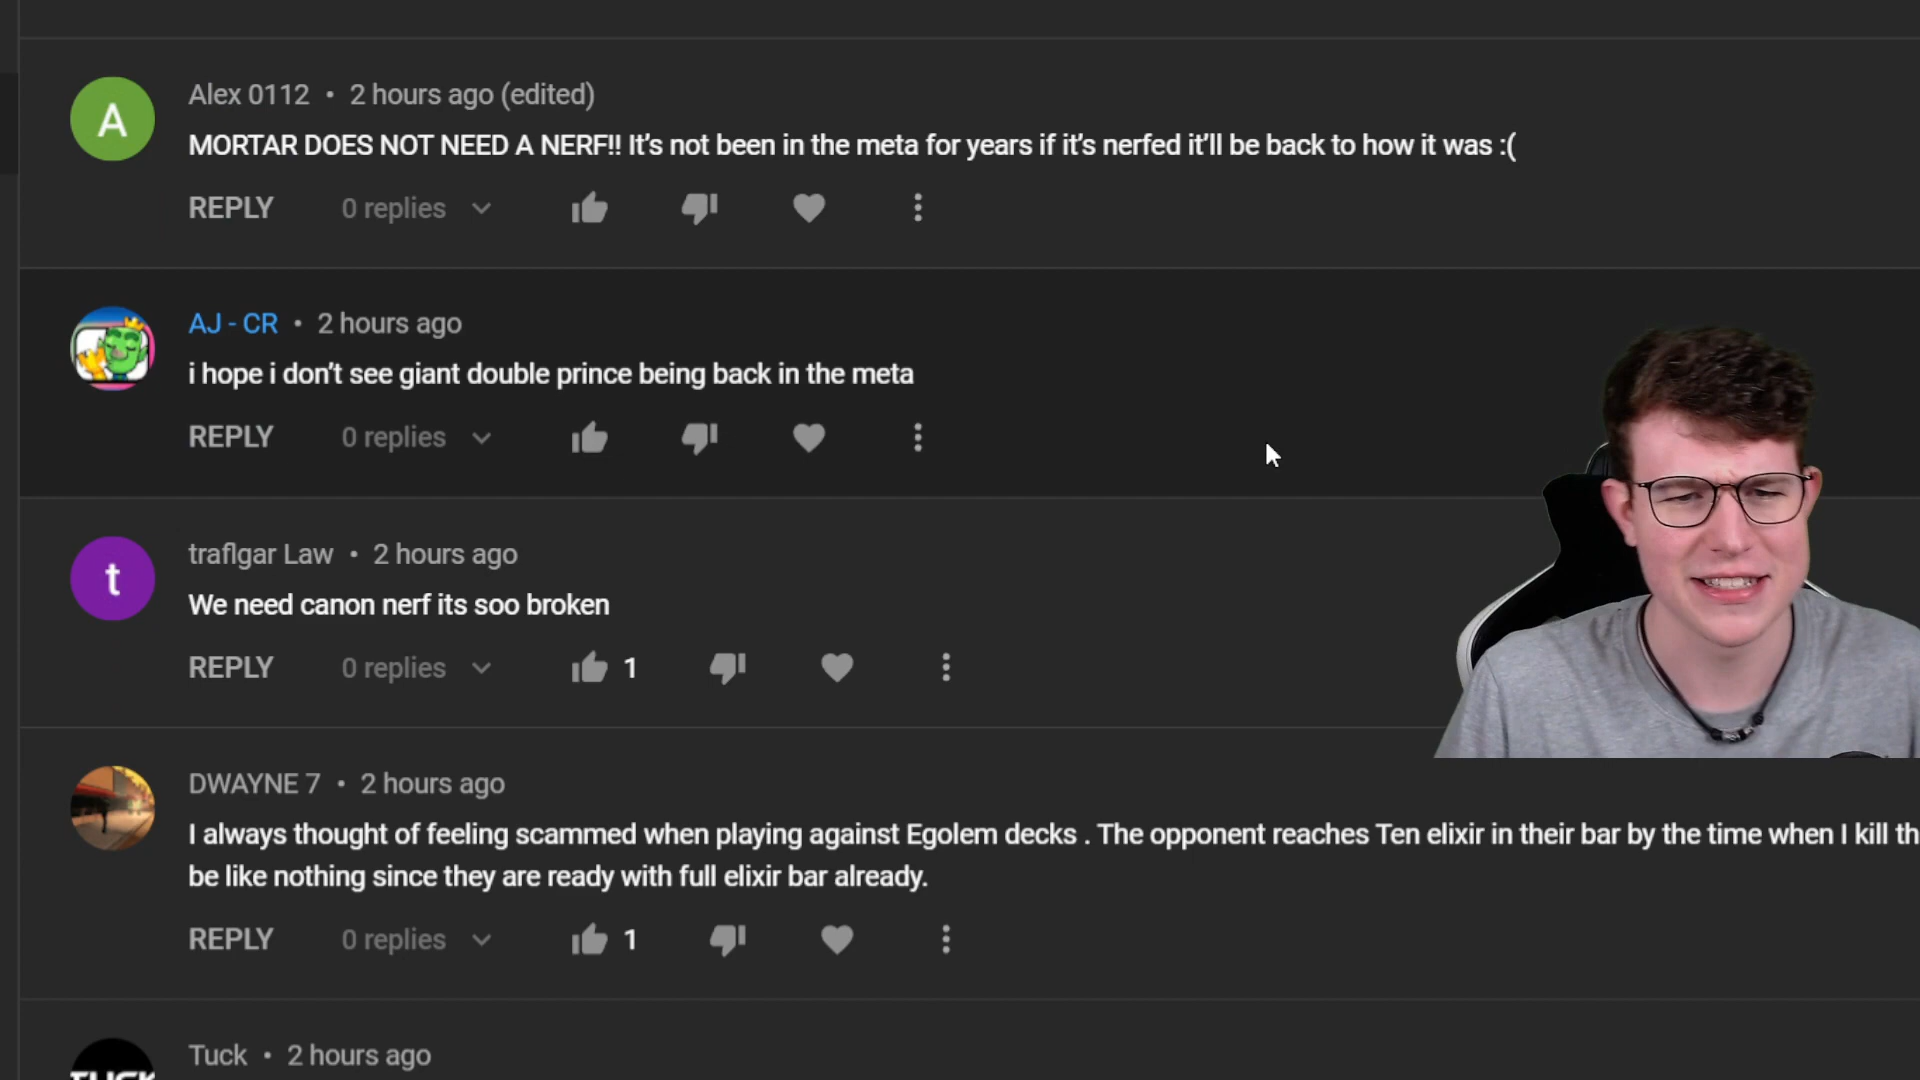 A
Alex 0112 • 2 hours ago (edited)
MORTAR DOES NOT NEED A NERF!! It's not been in the meta for years if it's nerfed it'll be back to how it was :(
REPLY 0 replies
AJ - CR • 2 hours ago
i hope i don't see giant double prince being back in the meta
REPLY 0 replies
t
traflgar Law • 2 hours ago
We need canon nerf its soo broken
REPLY 0 replies 1
DWAYNE 7 • 2 hours ago
I always thought of feeling scammed when playing against Egolem decks . The opponent reaches Ten elixir in their bar by the time when I kill
be like nothing since they are ready with full elixir bar already.
REPLY 0 replies 1
Tuck • 2 hours ago
TUCK